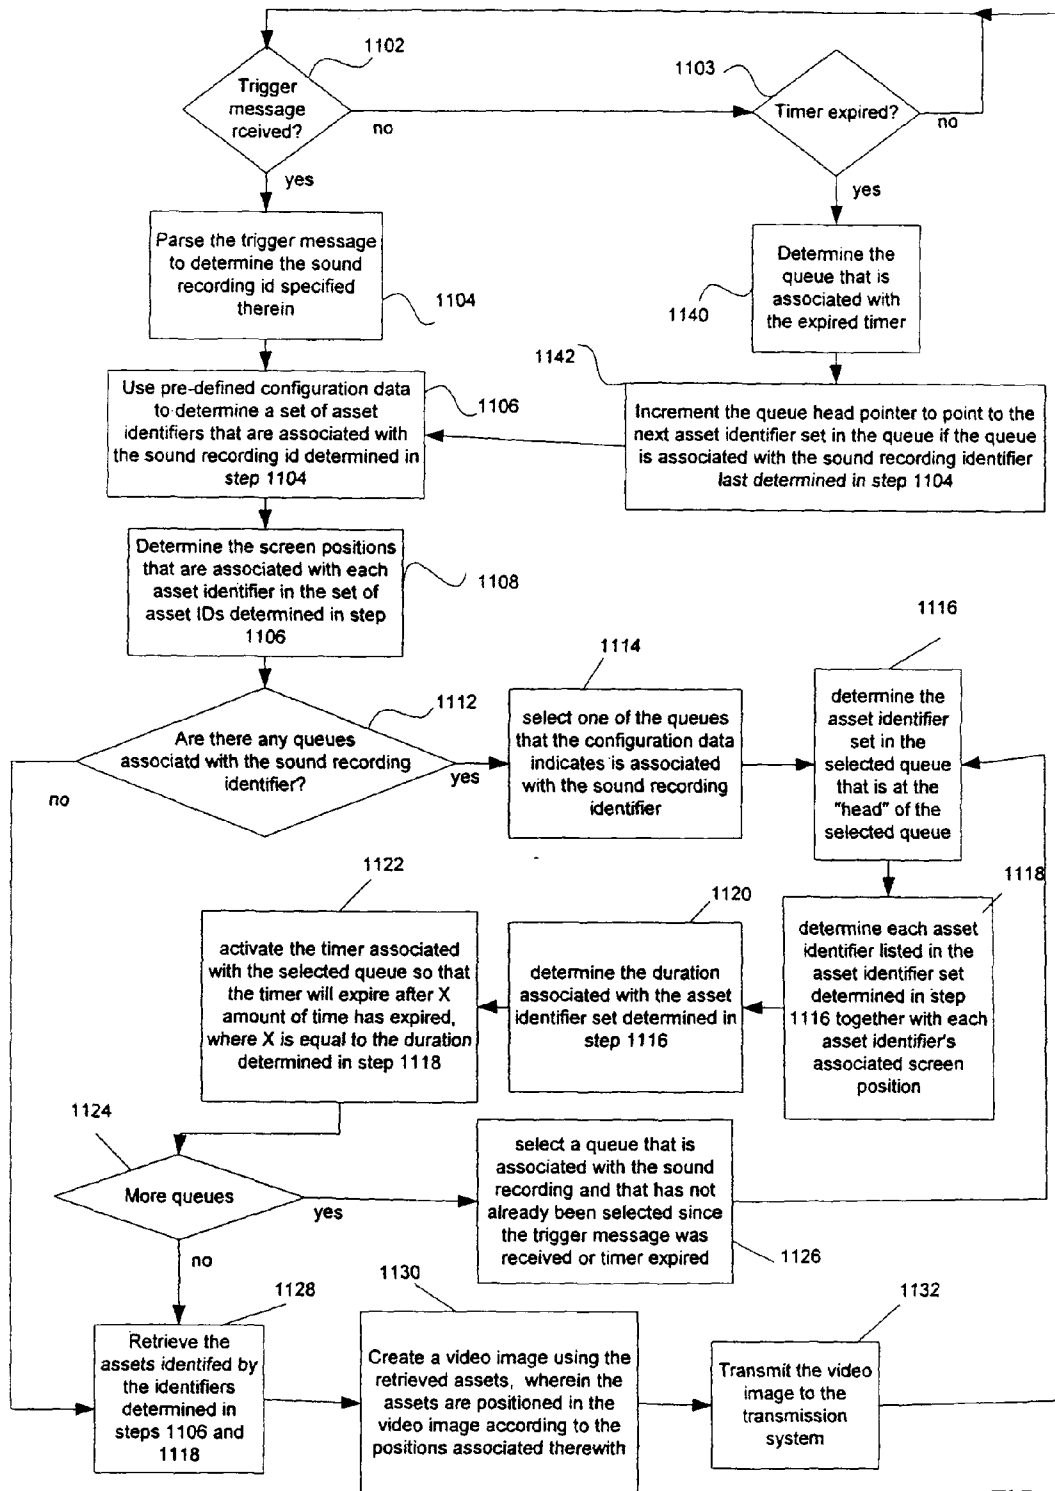 1102
Trigger
message
rceived?
no
yes
1103
Timer expired?
no
yes
Parse the trigger message
to determine the sound
recording id specified
therein
1104
Determine the
queue that is
associated with
the expired timer
1140
1142
Use pre-defined configuration data
to determine a set of asset
identifiers that are associated with
the sound recording id determined in
step 1104
1106
Increment the queue head pointer to point to the
next asset identifier set in the queue if the queue
is associated with the sound recording identifier
last determined in step 1104
Determine the screen positions
that are associated with each
asset identifier in the set of
asset IDs determined in step
1106
1108
1112
Are there any queues
associatd with the sound recording
identifier?
no
yes
1114
select one of the queues
that the configuration data
indicates is associated
with the sound recording
identifier
1116
determine the
asset identifier
set in the
selected queue
that is at the
"head" of the
selected queue
1122
activate the timer associated
with the selected queue so that
the timer will expire after X
amount of time has expired,
where X is equal to the duration
determined in step 1118
1120
determine the duration
associated with the asset
identifier set determined in
step 1116
1118
determine each asset
identifier listed in the
asset identifier set
determined in step
1116 together with each
asset identifier's
associated screen
position
1124
More queues
yes
no
select a queue that is
associated with the sound
recording and that has not
already been selected since
the trigger message was
received or timer expired
1126
1128
Retrieve the
assets identifed by
the identifiers
determined in
steps 1106 and
1118
1130
Create a video image using the
retrieved assets, wherein the
assets are positioned in the
video image according to the
positions associated therewith
1132
Transmit the video
image to the
transmission
system